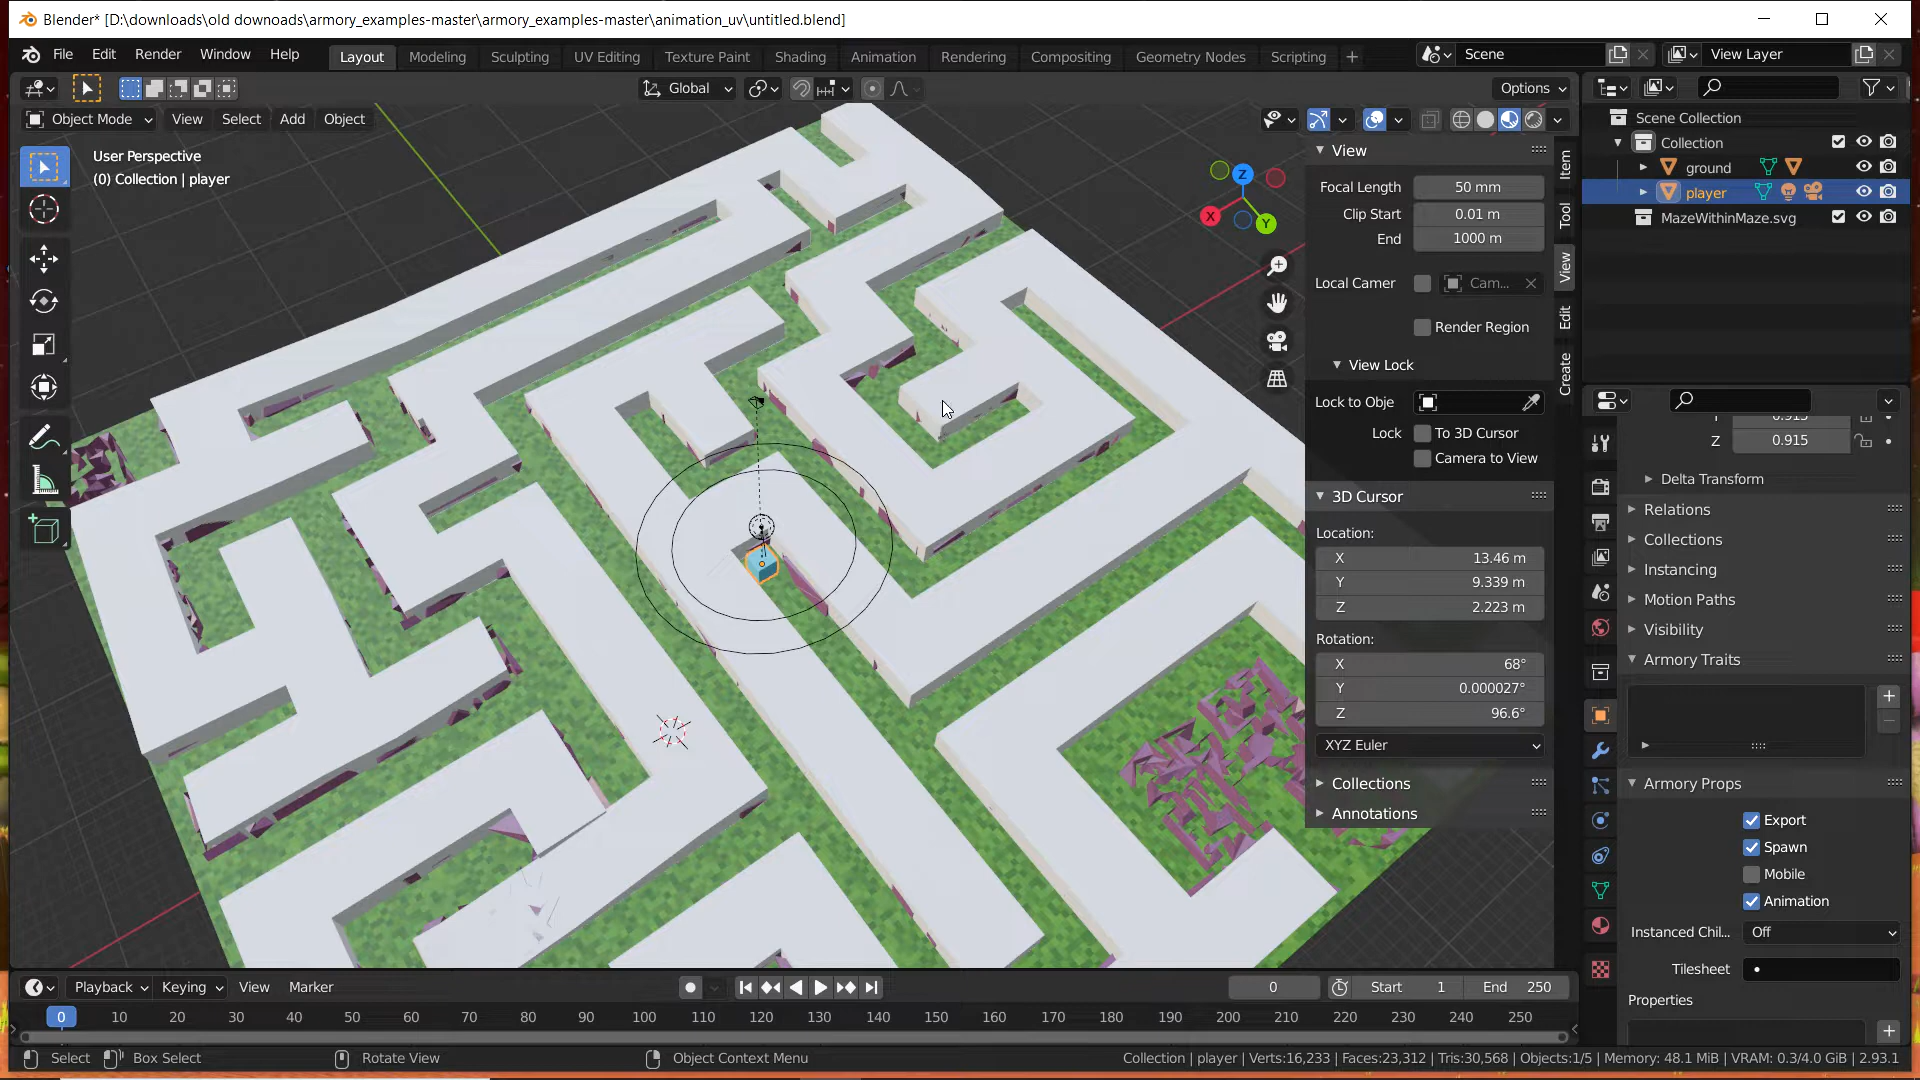 Blender* [D:\downloads\old downoads\armory_examples-master\armory_examples-master\animation_uv\untitled.blend]
File Edit Render Window Help
Layout Modeling Sculpting UV Editing Texture Paint Shading Animation Rendering Compositing Geometry Nodes Scripting
Scene
View Layer
Global
Options
Object Mode View Select Add Object
User Perspective
(0) Collection | player
Z
X
Y
View
Focal Length 50 mm
Clip Start 0.01 m
End 1000 m
Local Camer Cam...
Render Region
View Lock
Lock to Obje
Lock To 3D Cursor
Camera to View
3D Cursor
Location:
X 13.46 m
Y 9.339 m
Z 2.223 m
Rotation:
X 68°
Y 0.000027°
Z 96.6°
XYZ Euler
Collections
Annotations
Item
Tool
View
Edit
Create
Scene Collection
Collection
ground
player
MazeWithinMaze.svg
0.915
Z 0.915
Delta Transform
Relations
Collections
Instancing
Motion Paths
Visibility
Armory Traits
Armory Props
Export
Spawn
Mobile
Animation
Instanced Chil... Off
Tilesheet
Properties
Playback Keying View Marker
0
Start 1
End 250
0 10 20 30 40 50 60 70 80 90 100 110 120 130 140 150 160 170 180 190 200 210 220 230 240 250
Select Box Select Rotate View Object Context Menu
Collection | player | Verts:16,233 | Faces:23,312 | Tris:30,568 | Objects:1/5 | Memory: 48.1 MiB | VRAM: 0.3/4.0 GiB | 2.93.1